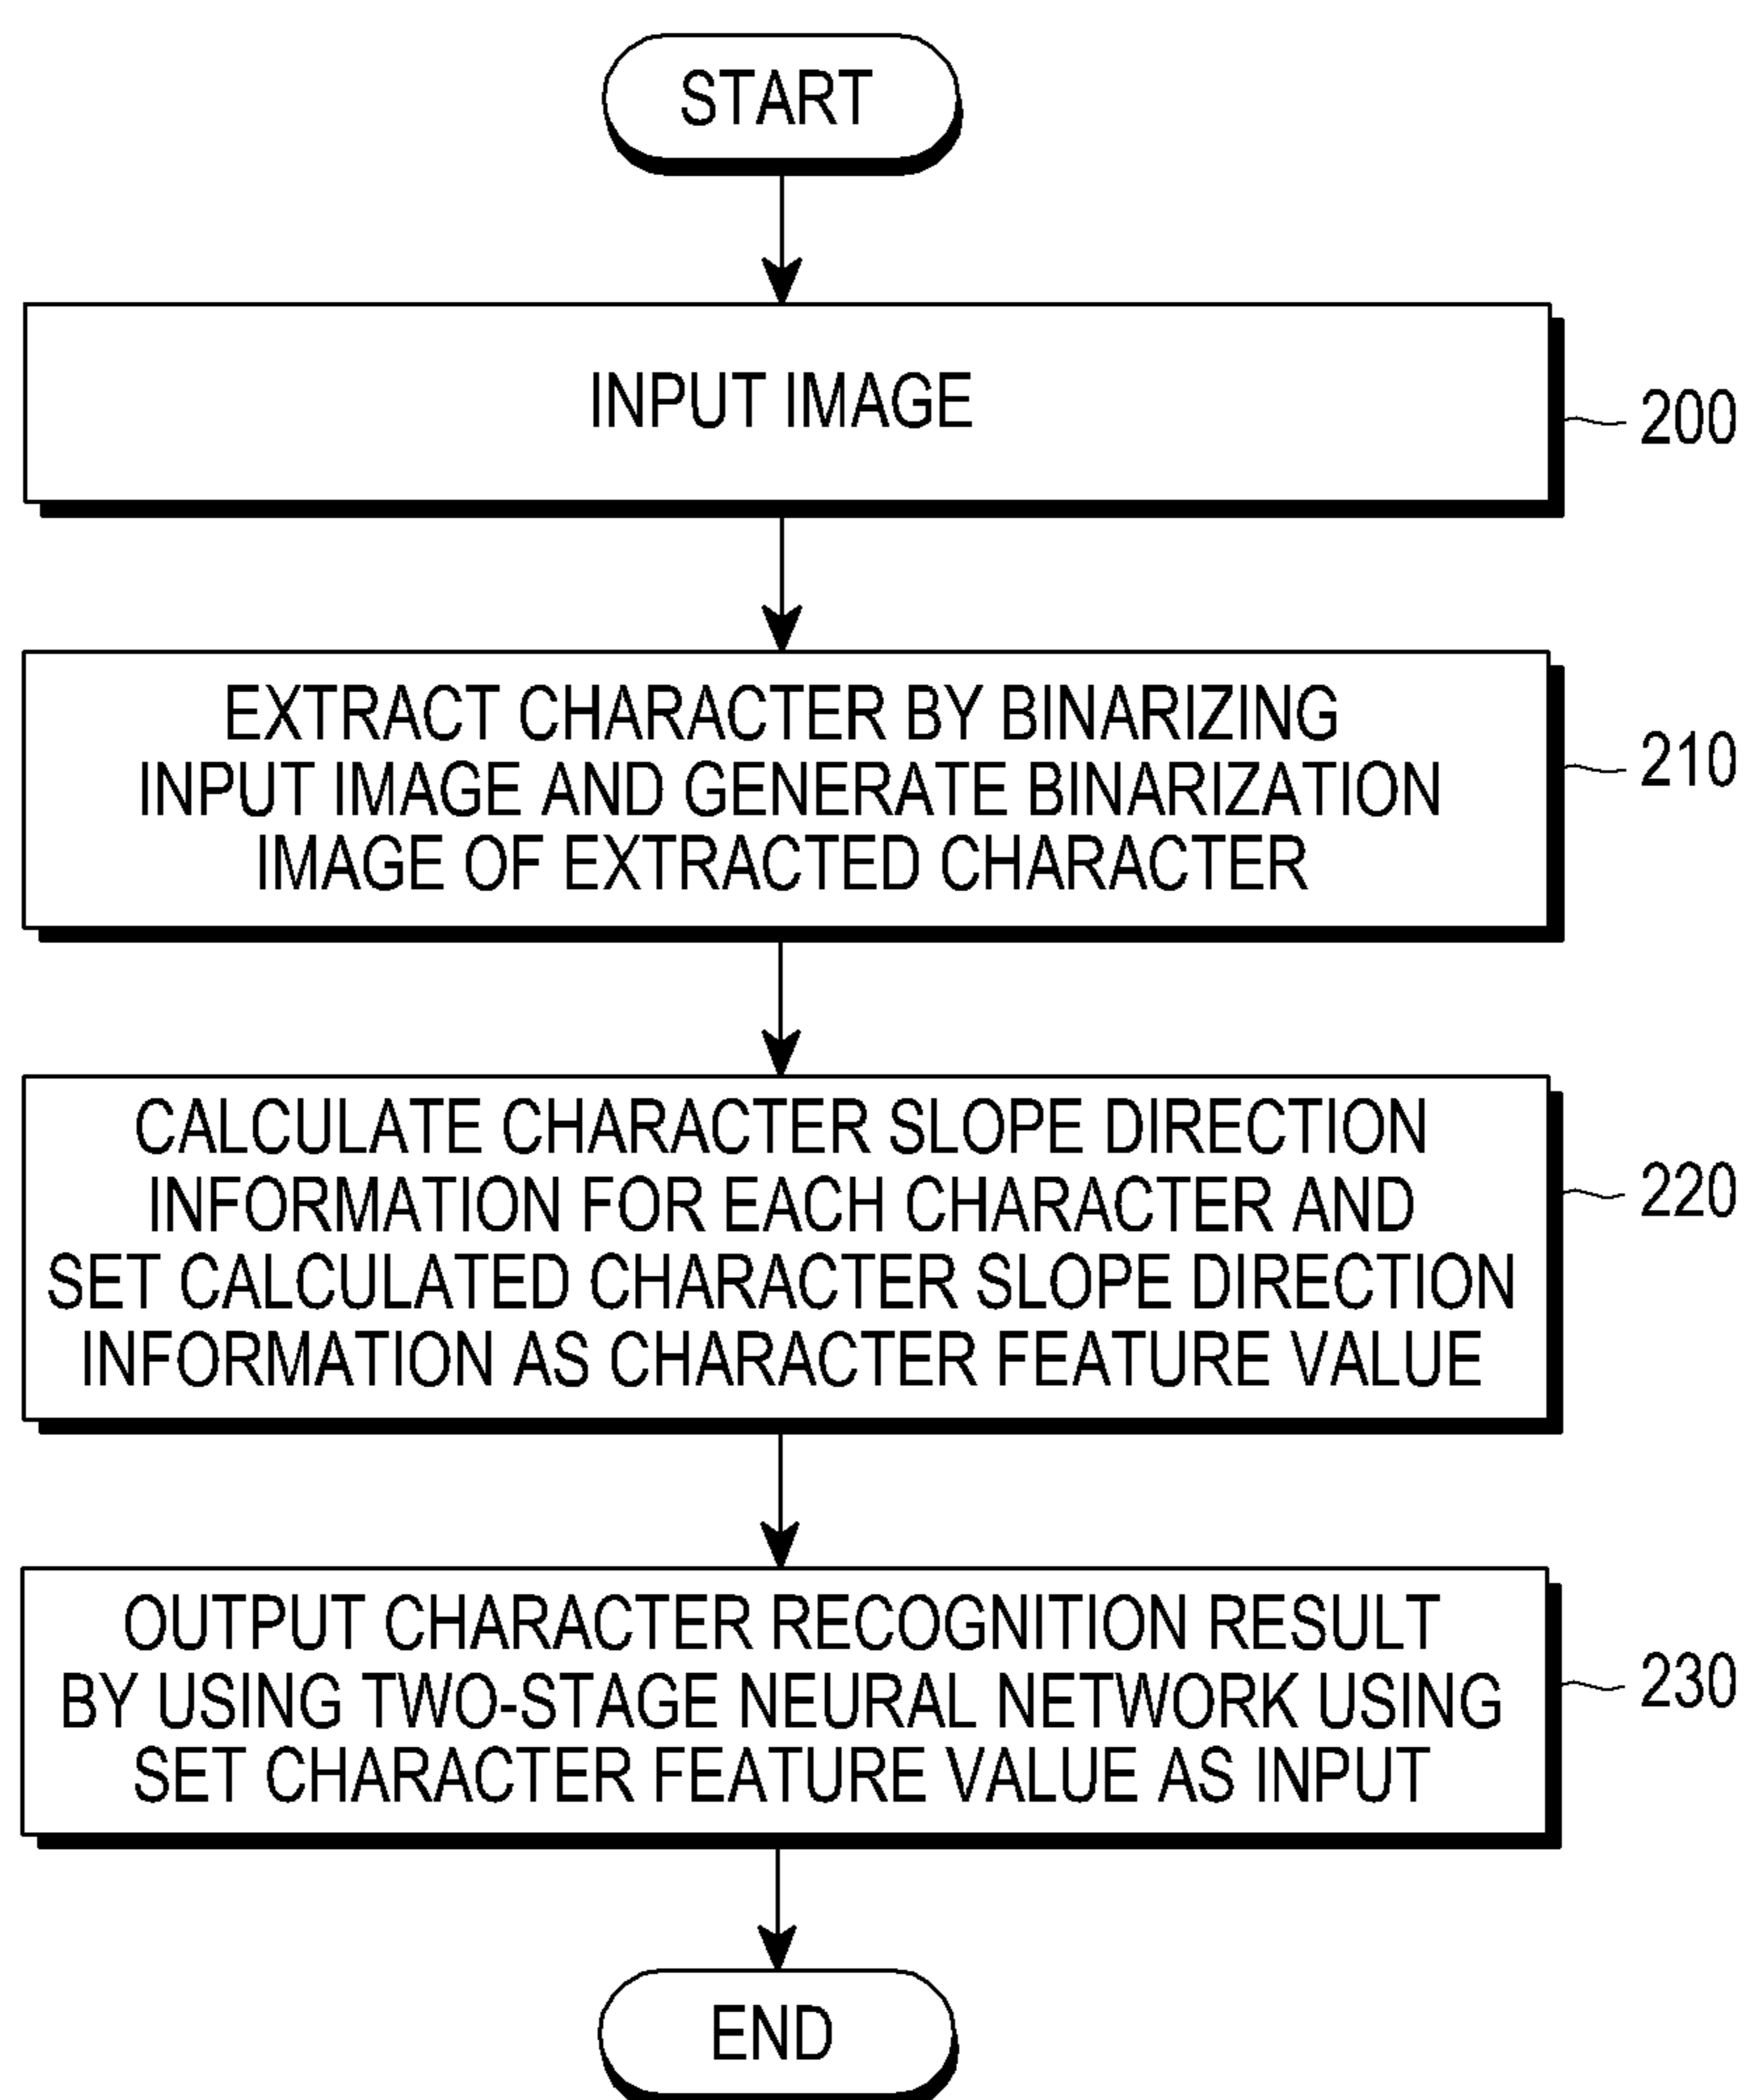 START
INPUT IMAGE
200
EXTRACT CHARACTER BY BINARIZING
INPUT IMAGE AND GENERATE BINARIZATION
IMAGE OF EXTRACTED CHARACTER
210
CALCULATE CHARACTER SLOPE DIRECTION
INFORMATION FOR EACH CHARACTER AND
SET CALCULATED CHARACTER SLOPE DIRECTION
INFORMATION AS CHARACTER FEATURE VALUE
220
OUTPUT CHARACTER RECOGNITION RESULT
BY USING TWO-STAGE NEURAL NETWORK USING
SET CHARACTER FEATURE VALUE AS INPUT
230
END